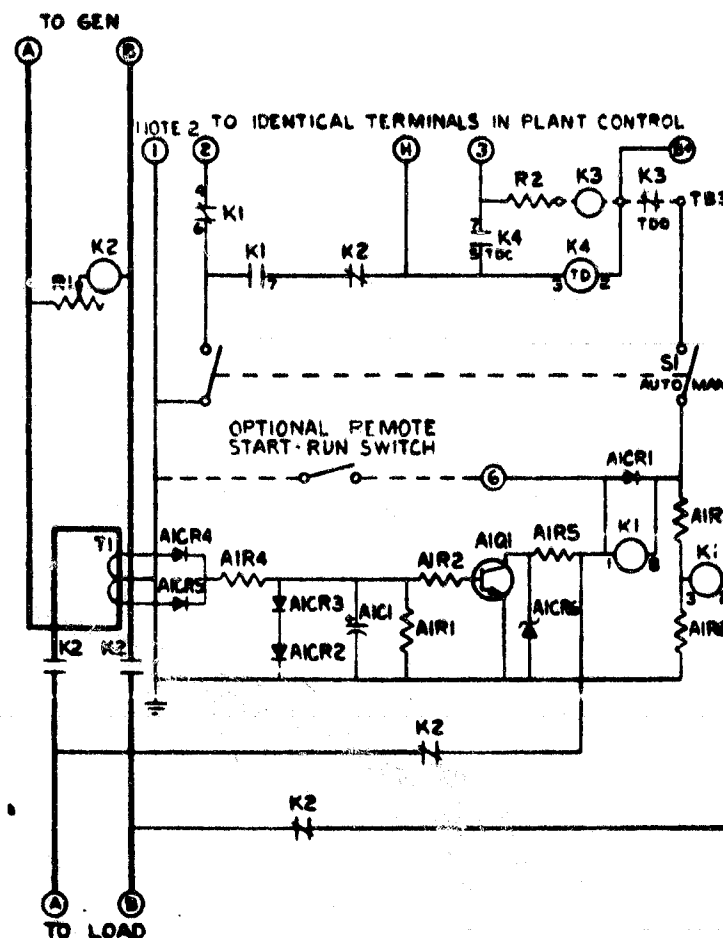 TO GEN
A B
NOTE 2 TO IDENTICAL TERMINALS IN PLANT CONTROL
1 2 H 3 B+
4 R2 K3 K3 TB3
K1 TDO
6 7 K4
5 TDC
K2 K1 K2 K4
R1 7 3 TD 2
S1
AUTO MAN
OPTIONAL REMOTE
START-RUN SWITCH
6 A1CR1
T1 A1CR4 A1R4 A1R2 A1Q1 A1R5 K1
1 8
A1CR5 K1
3
A1CR3 A1C1 A1R1 A1CR6
A1CR2
K2 K2
K2
K2
A B
TO LOAD